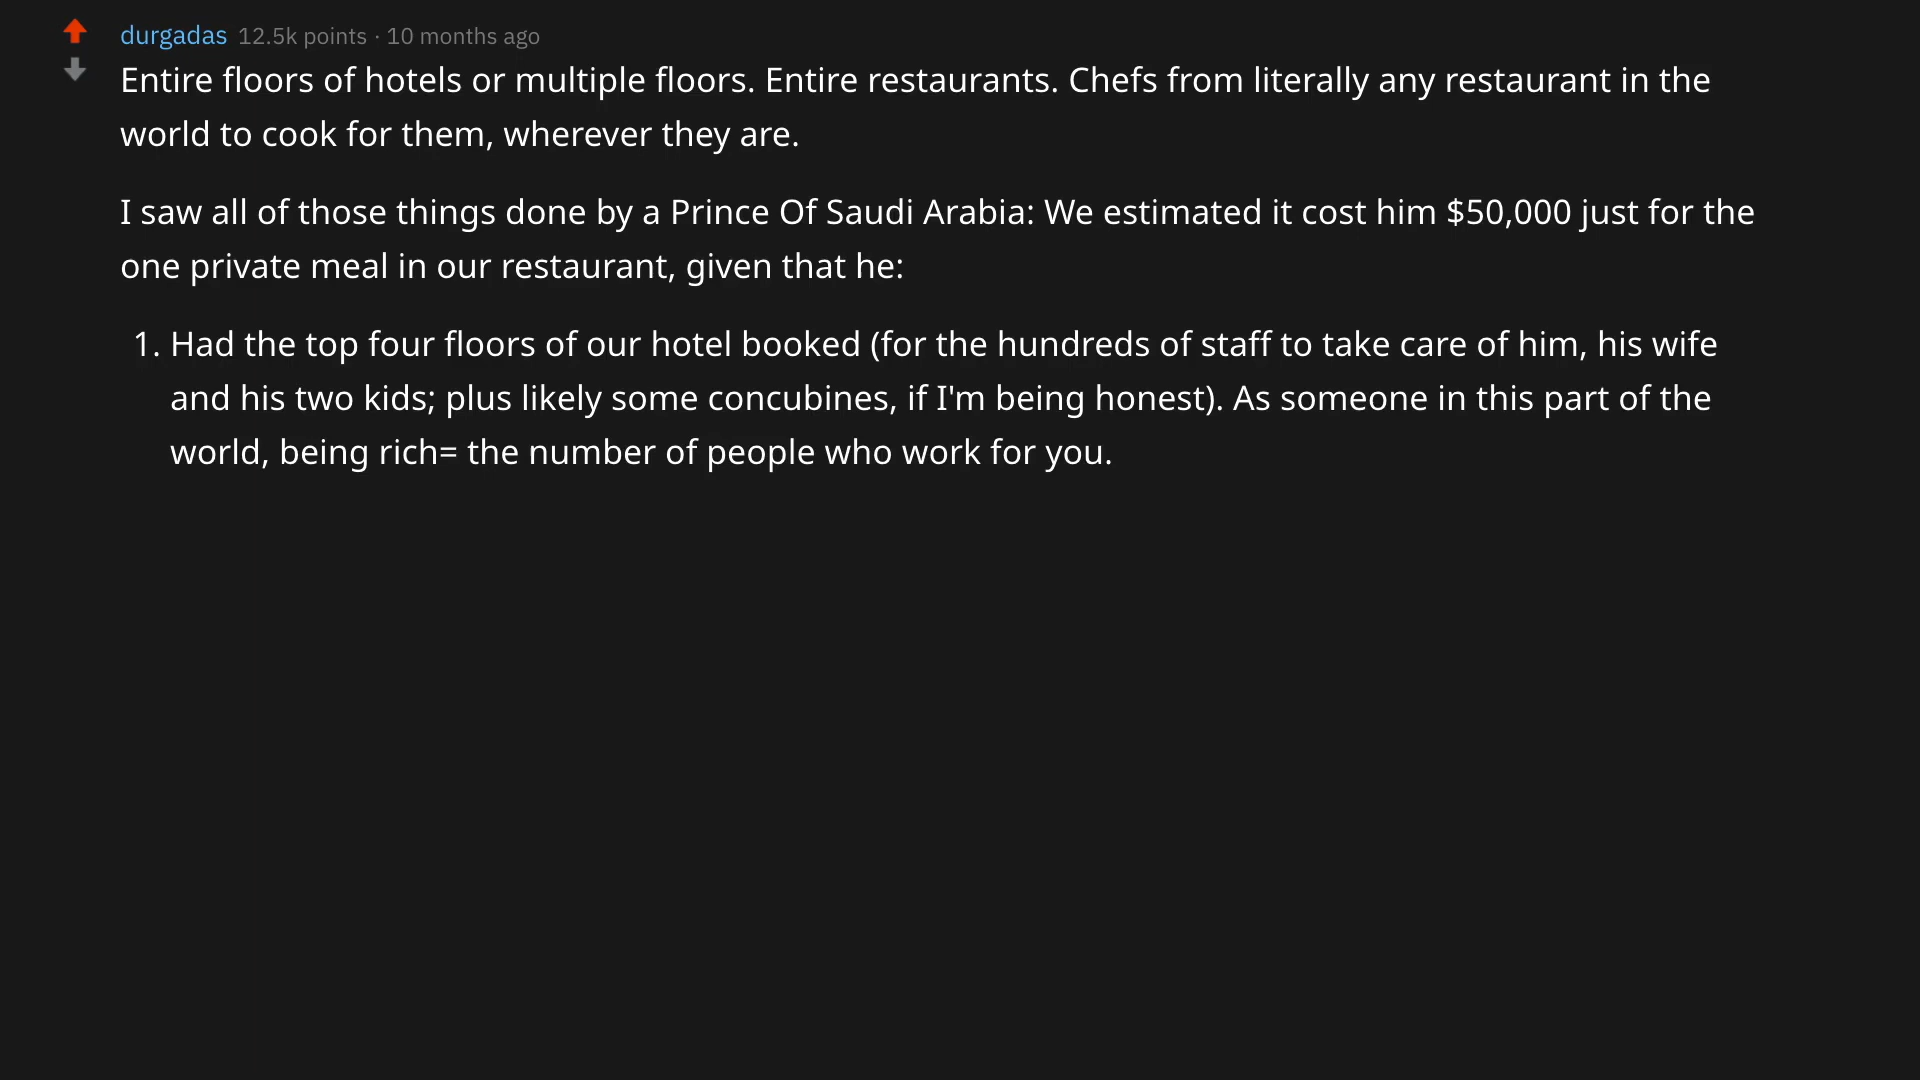 durgadas 12.5k points · 10 months ago
Entire floors of hotels or multiple floors. Entire restaurants. Chefs from literally any restaurant in the
world to cook for them, wherever they are.
I saw all of those things done by a Prince Of Saudi Arabia: We estimated it cost him $50,000 just for the
one private meal in our restaurant, given that he:
1. Had the top four floors of our hotel booked (for the hundreds of staff to take care of him, his wife
and his two kids; plus likely some concubines, if I'm being honest). As someone in this part of the
world, being rich= the number of people who work for you.